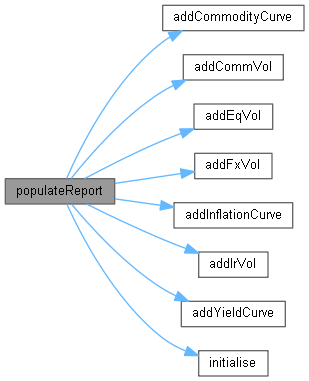 addCommodityCurve
addCommVol
addEqVol
addFxVol
populateReport
addInflationCurve
addIrVol
addYieldCurve
initialise